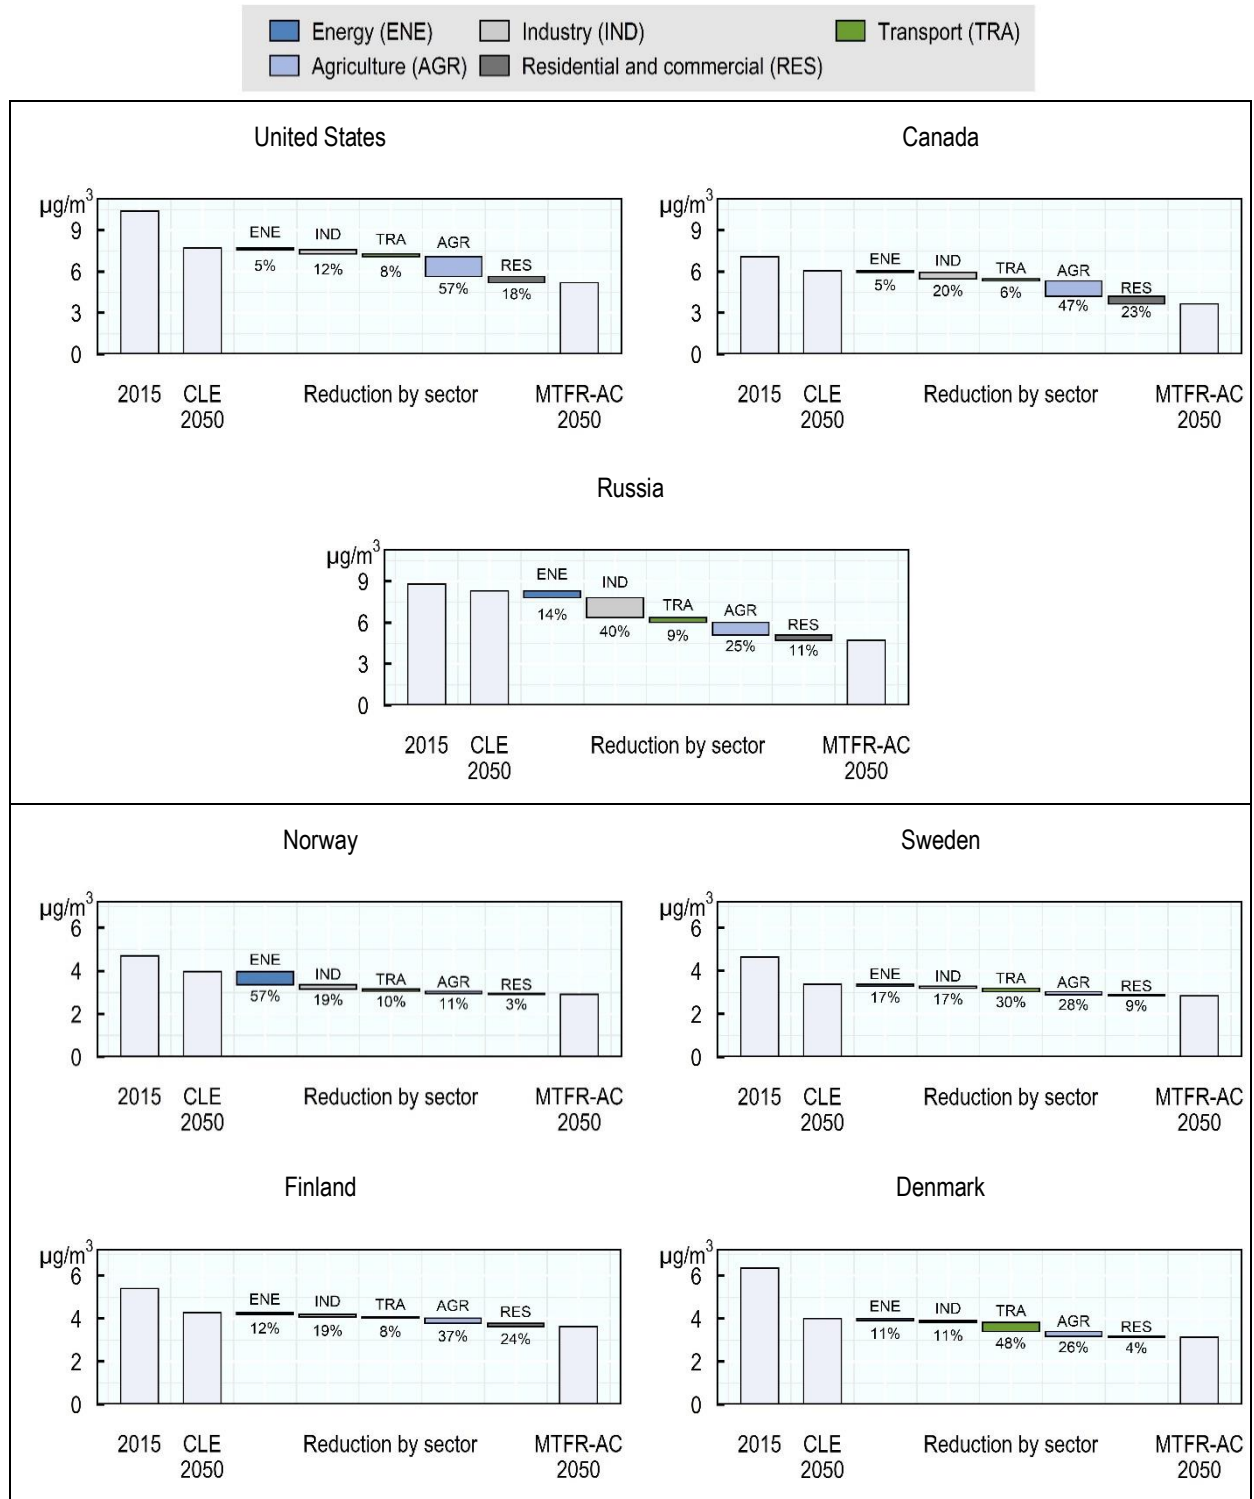 Energy (ENE) Industry (IND) Transport (TRA)
Agriculture (AGR) Residential and commercial (RES)
United States
µg/m³
9
6
3
0
ENE
5%
IND
12%
TRA
8%
AGR
57%
RES
18%
2015 CLE Reduction by sector MTFR-AC
2050 2050
Canada
µg/m³
9
6
3
0
ENE
5%
IND
20%
TRA
6%
AGR
47%
RES
23%
2015 CLE Reduction by sector MTFR-AC
2050 2050
Russia
µg/m³
9
6
3
0
ENE
14%
IND
40%
TRA
9%
AGR
25%
RES
11%
2015 CLE Reduction by sector MTFR-AC
2050 2050
Norway
µg/m³
6
4
2
0
ENE
57%
IND
19%
TRA
10%
AGR
11%
RES
3%
2015 CLE Reduction by sector MTFR-AC
2050 2050
Sweden
µg/m³
6
4
2
0
ENE
17%
IND
17%
TRA
30%
AGR
28%
RES
9%
2015 CLE Reduction by sector MTFR-AC
2050 2050
Finland
µg/m³
6
4
2
0
ENE
12%
IND
19%
TRA
8%
AGR
37%
RES
24%
2015 CLE Reduction by sector MTFR-AC
2050 2050
Denmark
µg/m³
6
4
2
0
ENE
11%
IND
11%
TRA
48%
AGR
26%
RES
4%
2015 CLE Reduction by sector MTFR-AC
2050 2050